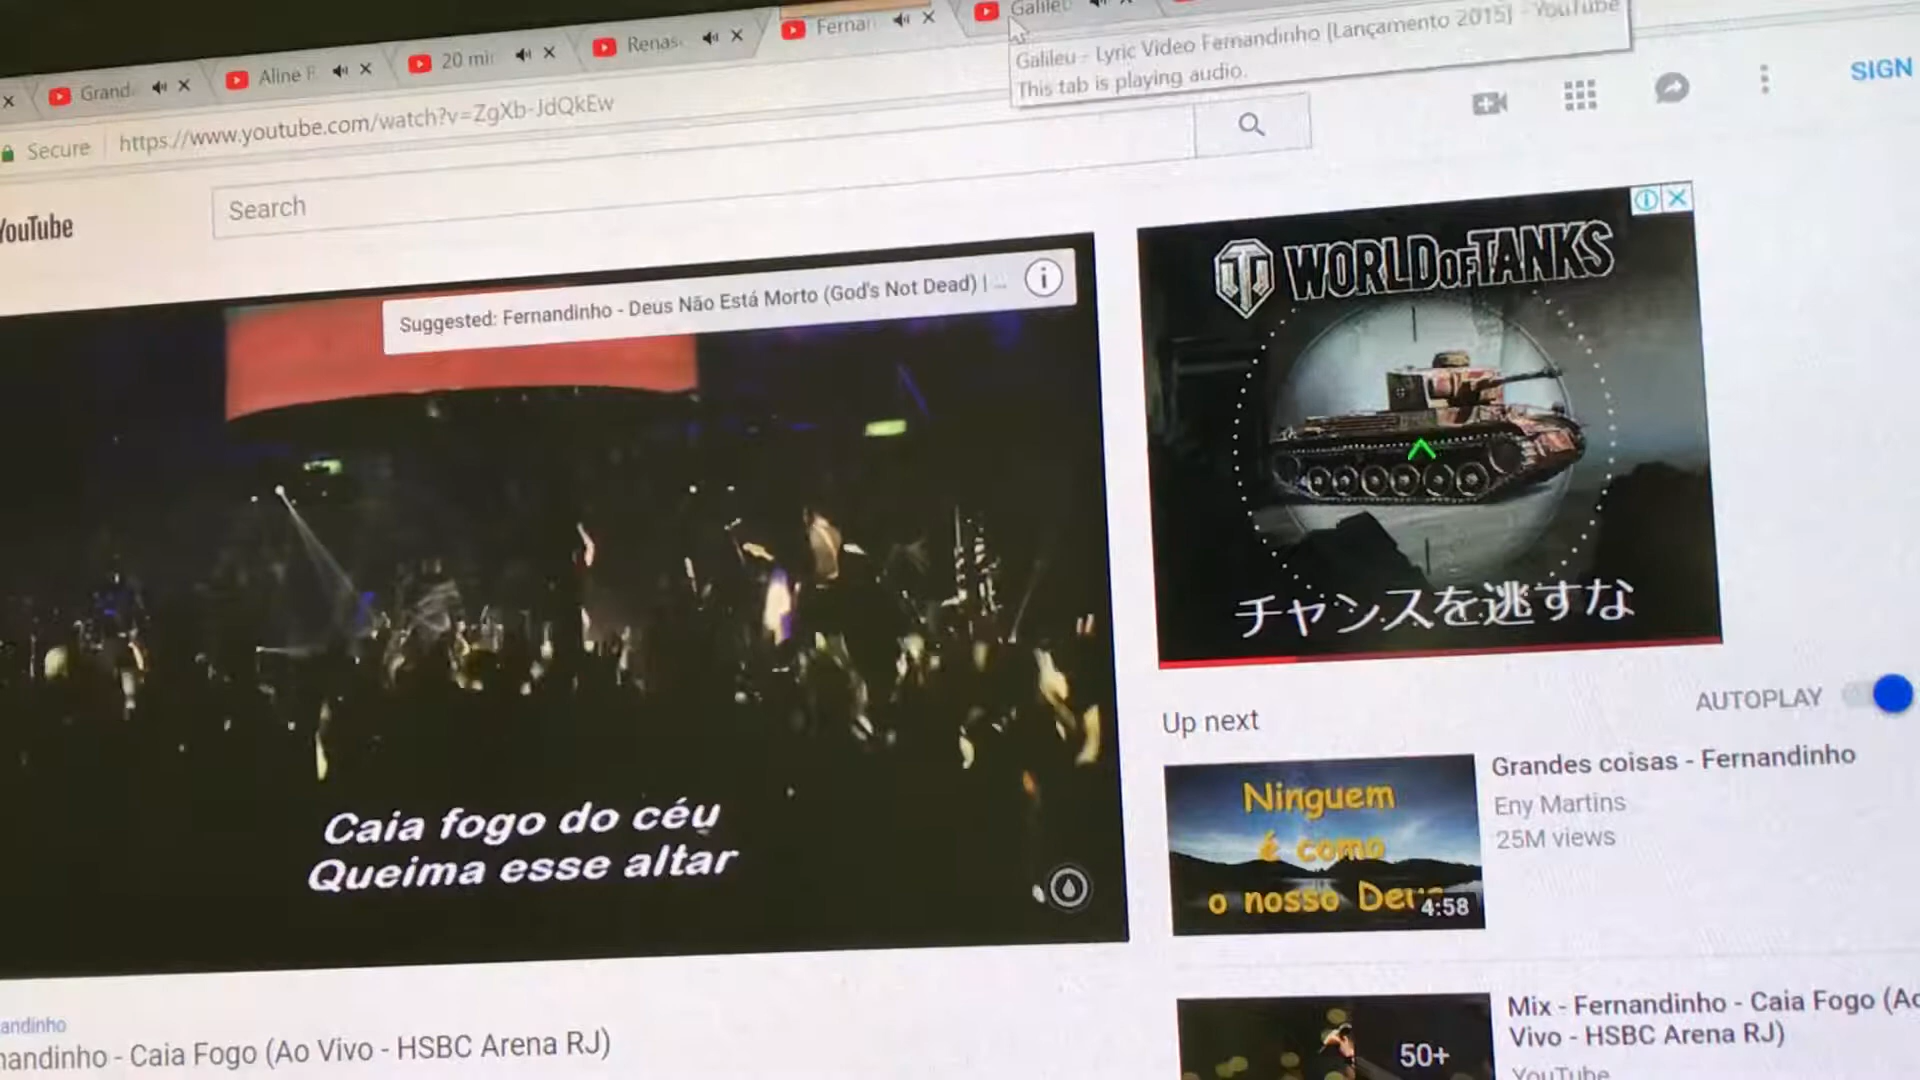 Grand
Aline F
20 mi
Renas
Fernar
Galileu
Galileu - Lyric Video Fernandinho [Lançamento 2015] - YouTube
This tab is playing audio.
Secure
https://www.youtube.com/watch?v=ZgXb-JdQkEw
SIGN
YouTube
Search
Suggested: Fernandinho - Deus Não Está Morto (God's Not Dead) | ...
Caia fogo do céu
Queima esse altar
WORLD OF TANKS
チャンスを逃すな
Up next
AUTOPLAY
Ninguem
é como
o nosso Deus
4:58
Grandes coisas - Fernandinho
Eny Martins
25M views
50+
Mix - Fernandinho - Caia Fogo (Ao
Vivo - HSBC Arena RJ)
YouTube
andinho
nandinho - Caia Fogo (Ao Vivo - HSBC Arena RJ)